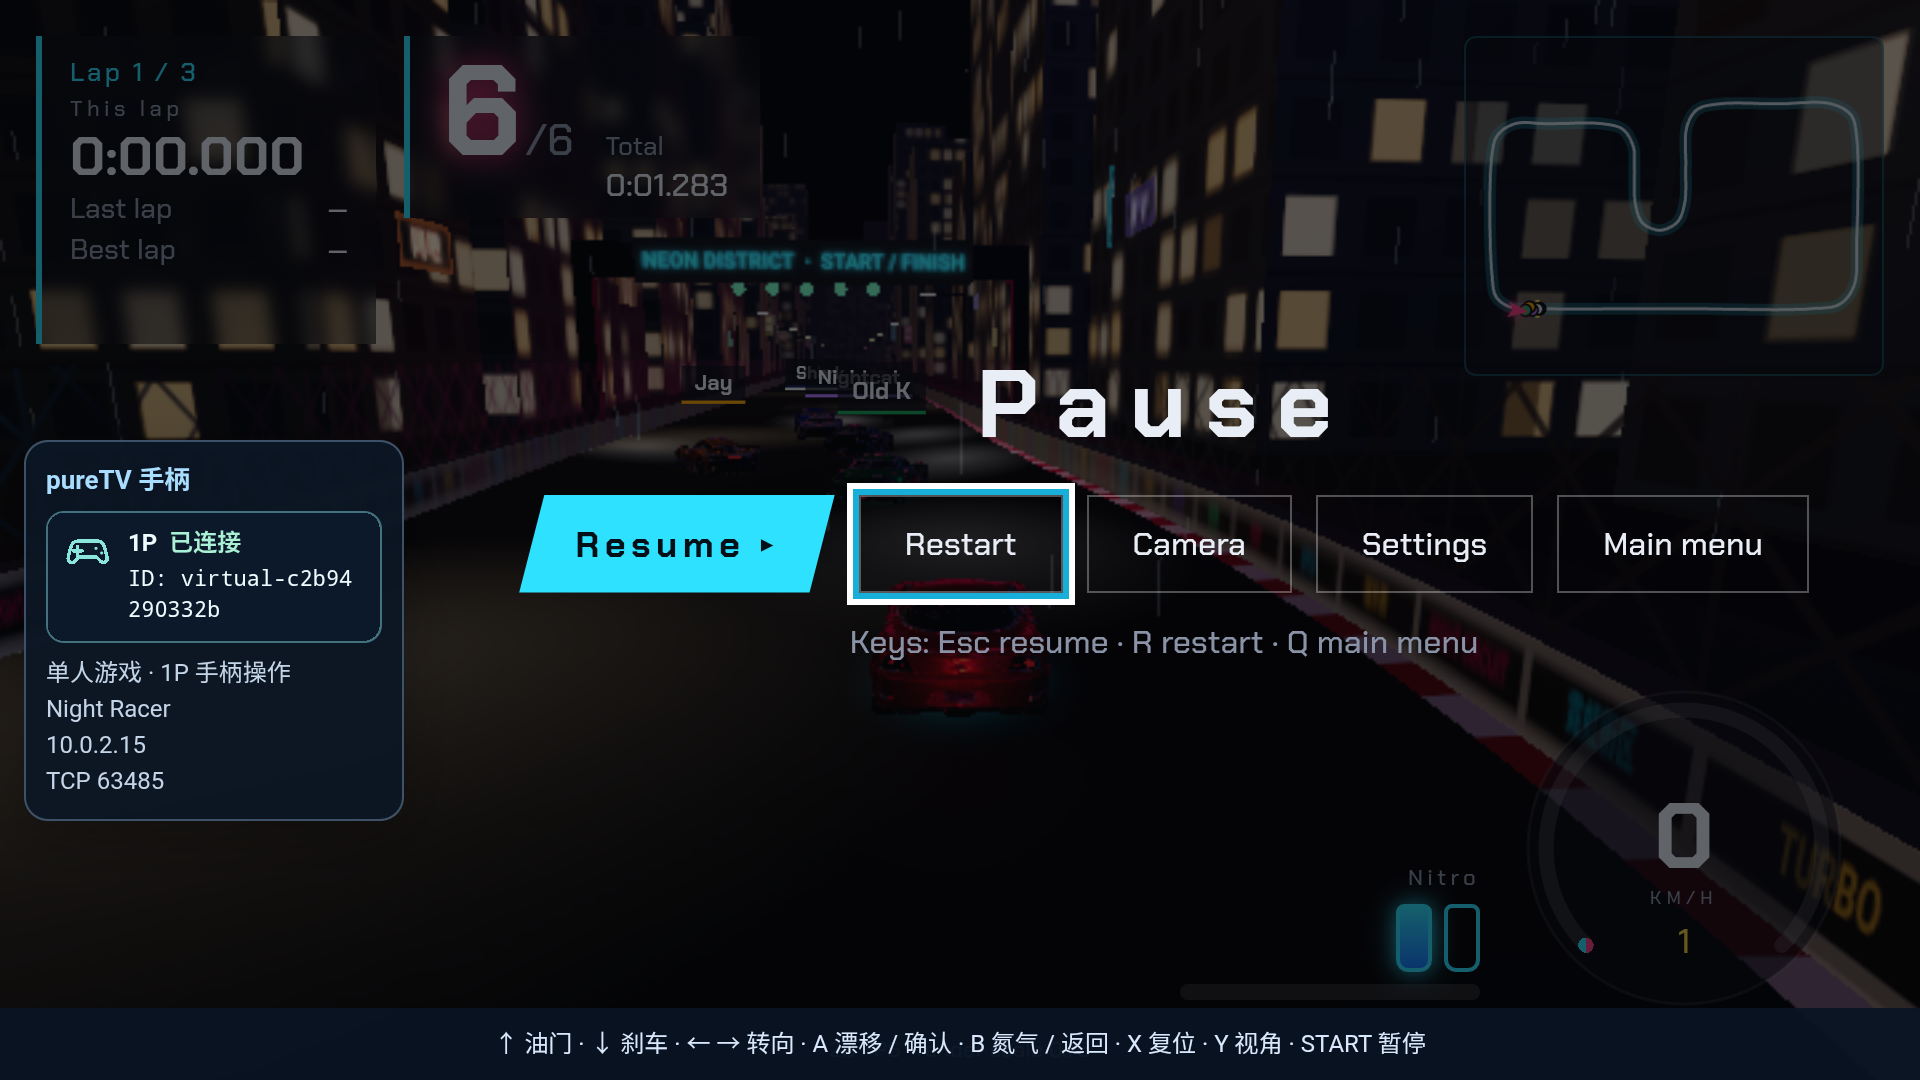 Lap 1 / 3
This lap
0:00.000
Last lap —
Best lap —
6/6
Total
0:01.283
NEON DISTRICT · START / FINISH
Jay
Old K
Pause
Resume ▸
Restart
Camera
Settings
Main menu
Keys: Esc resume · R restart · Q main menu
pureTV 手柄
1P 已连接
ID: virtual-c2b94
290332b
单人游戏 · 1P 手柄操作
Night Racer
10.0.2.15
TCP 63485
Nitro
0
KM/H
1
TURBO
↑ 油门 · ↓ 刹车 · ←→ 转向 · A 漂移 / 确认 · B 氮气 / 返回 · X 复位 · Y 视角 · START 暂停